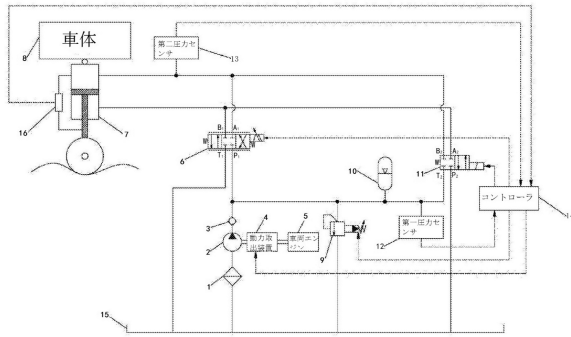 車体
8
第二圧力セ
ンサ
13
16
7
B₁ A₁
W
6
T₁ P₁
B₂ A₂
W
11
T₂ P₂
10
コントローラ
3
4
5
2
動力取
出装置
車両エン
ジン
9
第一圧力セ
ンサ
12
1
15